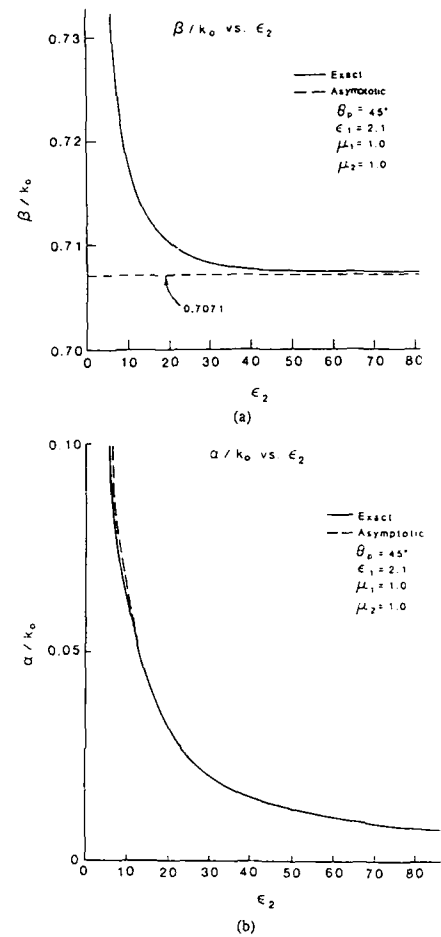 β/k₀ vs. ϵ₂
0.73
0.72
0.71
0.70
β/k₀
Exact
Asymptotic
θₚ = 45°
ϵ₁ = 2.1
μ₁ = 1.0
μ₂ = 1.0
0.7071
0 10 20 30 40 50 60 70 80
ϵ₂
(a)
α/k₀ vs. ϵ₂
0.10
0.05
0
α/k₀
Exact
Asymptotic
θₚ = 45°
ϵ₁ = 2.1
μ₁ = 1.0
μ₂ = 1.0
0 10 20 30 40 50 60 70 80
ϵ₂
(b)